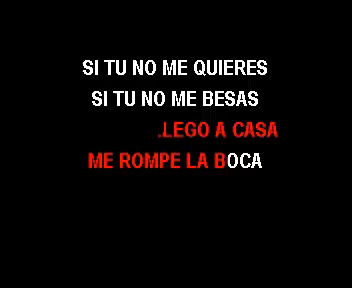 SI TU NO ME QUIERES
SI TU NO ME BESAS
.LEGO A CASA
ME ROMPE LA BOCA